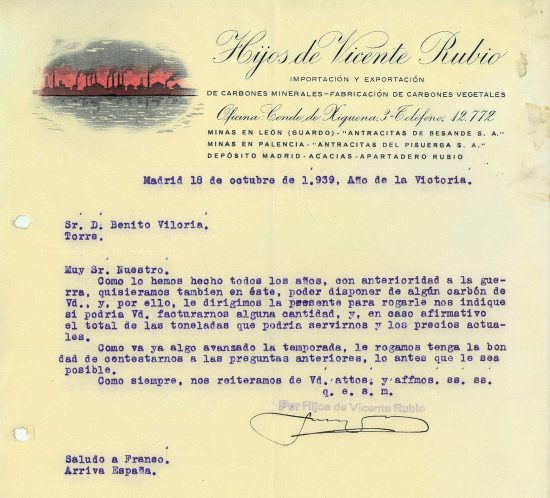 Hijos de Vicente Rubio
IMPORTACIÓN Y EXPORTACIÓN
DE CARBONES MINERALES-FABRICACIÓN DE CARBONES VEGETALES
Oficina: Conde de Xiquena, 3-Teléfono, 12.772
MINAS EN LEÓN (GUARDO)-"ANTRACITAS DE BESANDE S. A."
MINAS EN PALENCIA-"ANTRACITAS DEL PISUERGA S. A."
DEPÓSITO MADRID-ACACIAS-APARTADERO RUBIO
Madrid 18 de octubre de 1.939, Año de la Victoria.
Sr. D. Benito Viloria.
Torre.
Muy Sr. Nuestro.
Como lo hemos hecho todos los años, con anterioridad a la gue-
rra, quisieramos tambien en éste, poder disponer de algún carbón de
Vd., y, por ello, le dirigimos la presente para rogarle nos indique
si podria Vd. facturarnos alguna cantidad, y, en caso afirmativo
el total de las toneladas que podria servirnos y los precios actua-
les.
Como va ya algo avanzado la temporada, le rogamos tenga la bon
dad de centestarnos a las preguntas anteriores, lo antes que le sea
posible.
Como siempre, nos reiteramos de Vd. attos. y affmos. ss. ss.
q. e. s. m.
Por Hijos de Vicente Rubio
Saludo a Franco.
Arriva España.